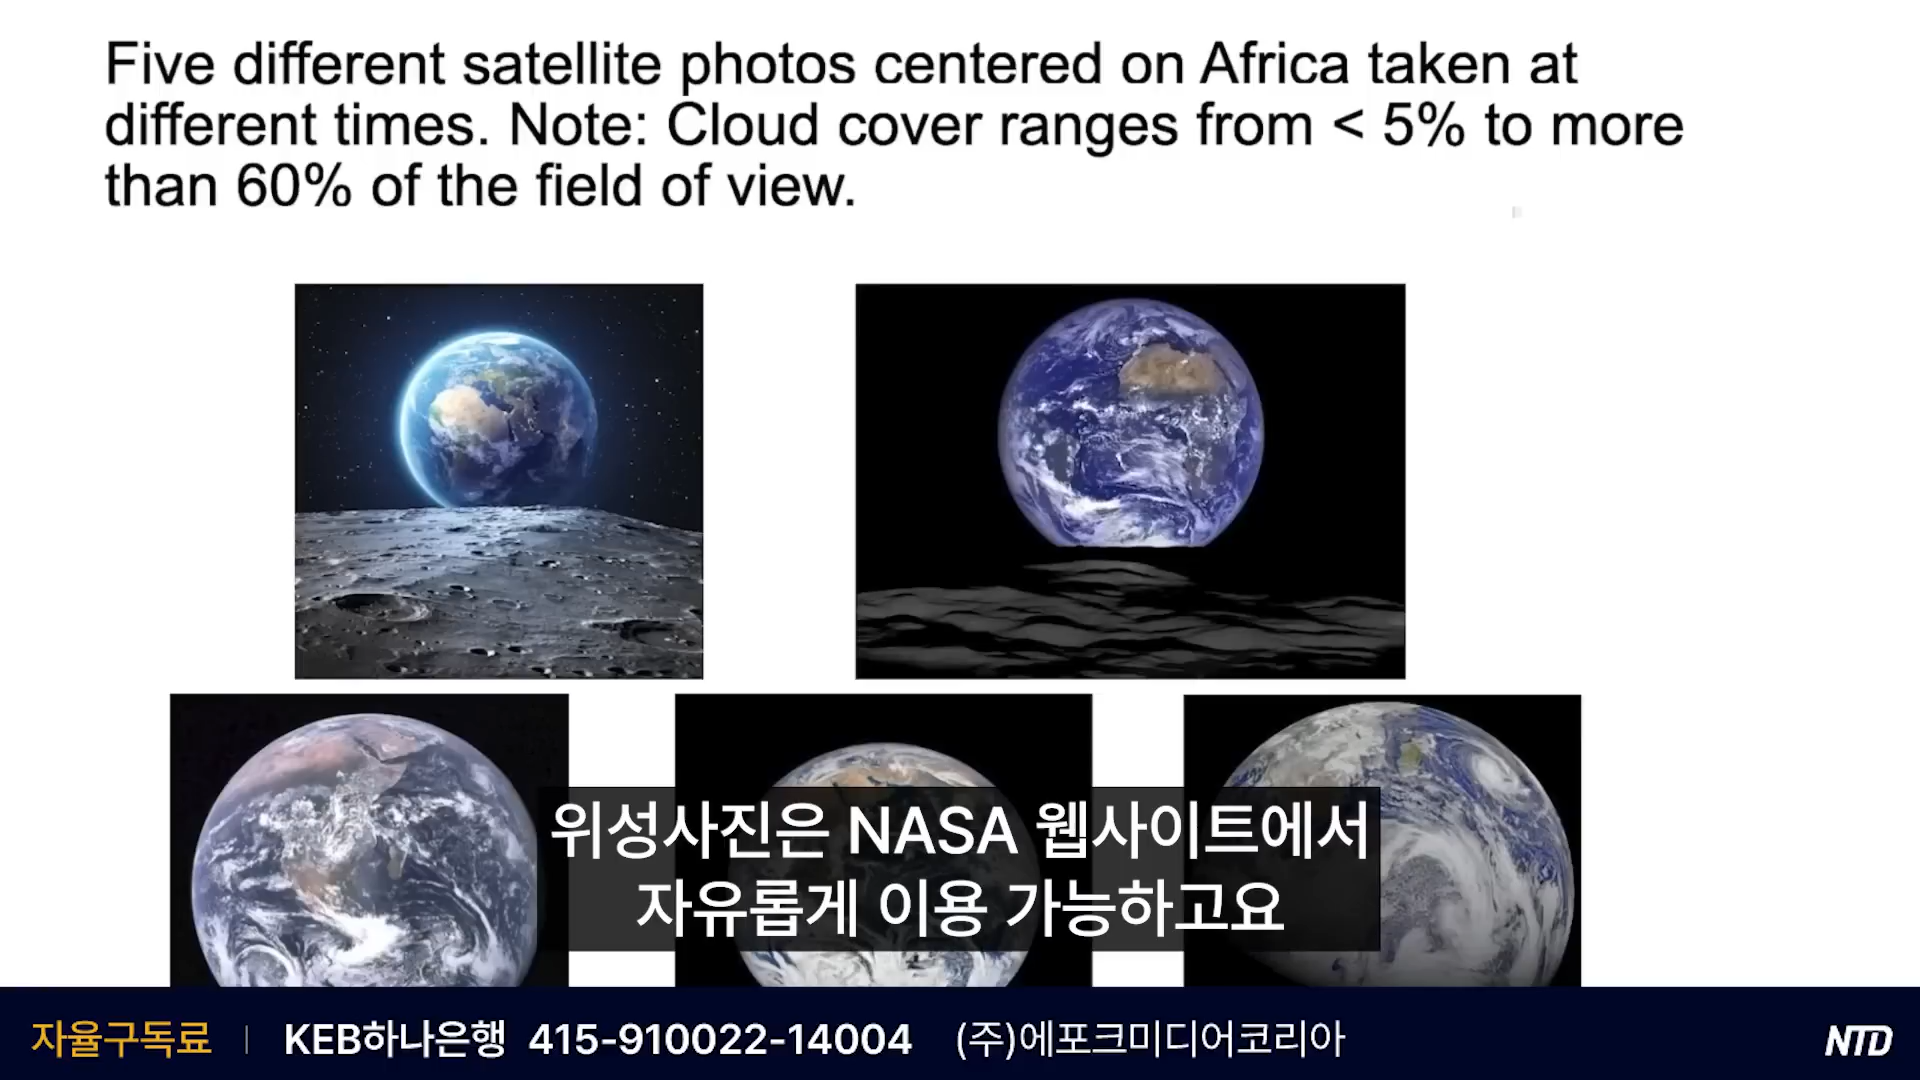 Five different satellite photos centered on Africa taken at
different times. Note: Cloud cover ranges from < 5% to more
than 60% of the field of view.
위성사진은 NASA 웹사이트에서
자유롭게 이용 가능하고요
자율구독료 | KEB하나은행 415-910022-14004 (주)에포크미디어코리아
NTD